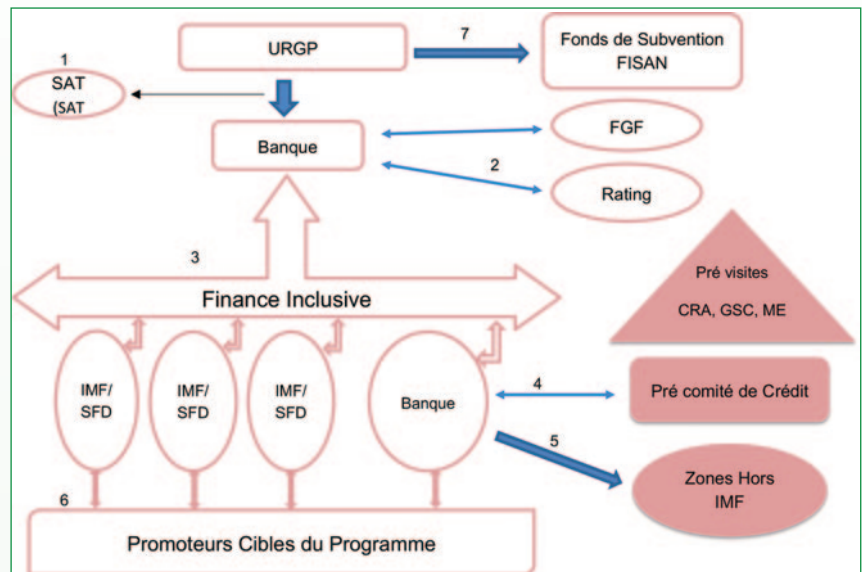 URGP
7
Fonds de Subvention
FISAN
1
SAT
(SAT
Banque
FGF
2
Rating
3
Finance Inclusive
Pré visites
CRA, GSC, ME
IMF/
SFD
IMF/
SFD
IMF/
SFD
Banque
4
Pré comité de Crédit
5
Zones Hors
IMF
6
Promoteurs Cibles du Programme